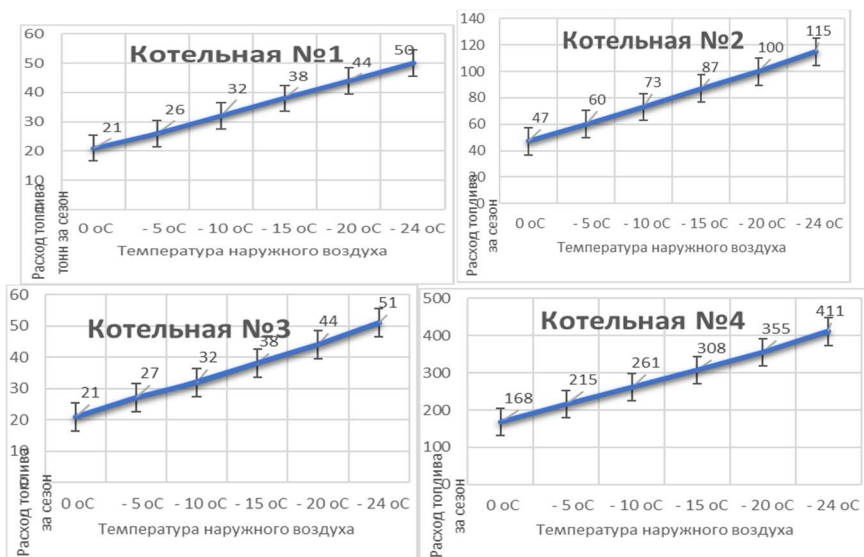 Котельная №1
60
50
40
30
20
10
21
26
32
38
44
50
0 оС
- 5 оС
- 10 оС
- 15 оС
- 20 оС
- 24 оС
Температура наружного воздуха
Расход топлива
тонн за сезон
Котельная №2
140
120
100
80
60
40
20
0
47
60
73
87
100
115
0 оС
- 5 оС
- 10 оС
- 15 оС
- 20 оС
- 24 оС
Температура наружного воздуха
Расход топлива
за сезон
Котельная №3
60
50
40
30
20
10
0
21
27
32
38
44
51
0 оС
- 5 оС
- 10 оС
- 15 оС
- 20 оС
- 24 оС
Температура наружного воздуха
Расход топлива
за сезон
Котельная №4
500
400
300
200
100
0
168
215
261
308
355
411
0 оС
- 5 оС
- 10 оС
- 15 оС
- 20 оС
- 24 оС
Температура наружного воздуха
Расход топлива
за сезон